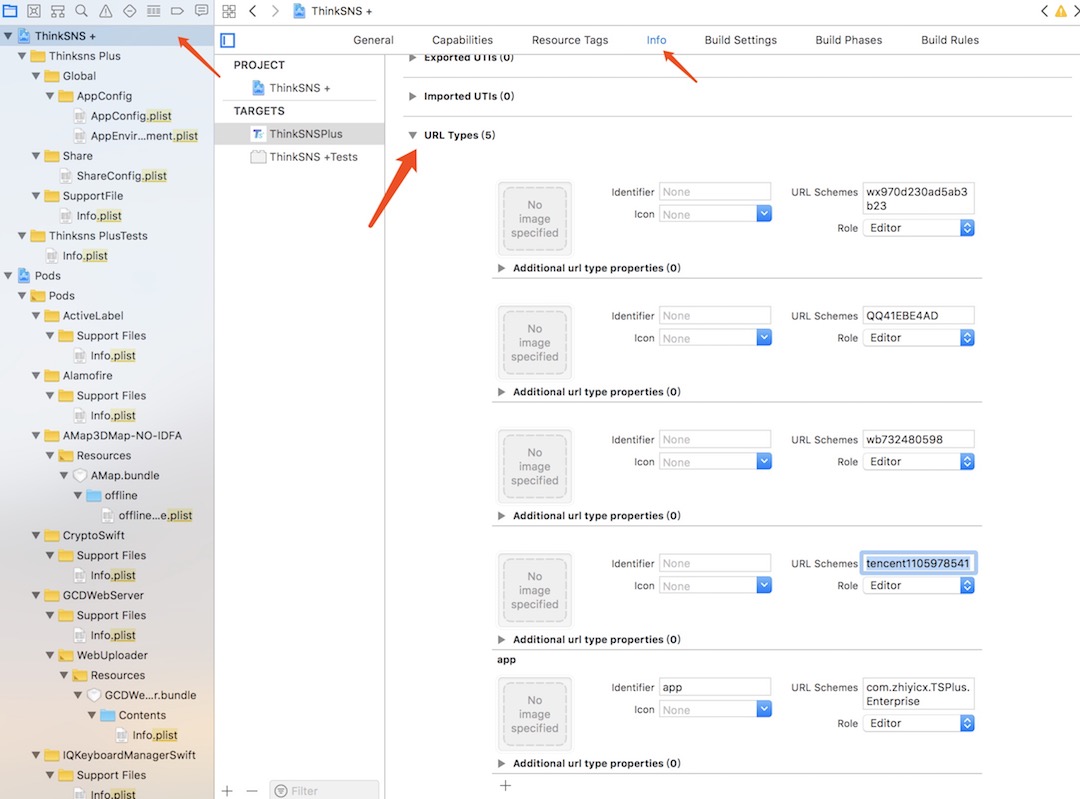 ThinkSNS +
Thinksns Plus
Global
AppConfig
AppConfig.plist
AppEnvir...ment.plist
Share
ShareConfig.plist
SupportFile
Info.plist
Thinksns PlusTests
Info.plist
Pods
Pods
ActiveLabel
Support Files
Info.plist
Alamofire
Support Files
Info.plist
AMap3DMap-NO-IDFA
Resources
AMap.bundle
offline
offline...e.plist
CryptoSwift
Support Files
Info.plist
GCDWebServer
Support Files
Info.plist
WebUploader
Resources
GCDWe...r.bundle
Contents
Info.plist
IQKeyboardManagerSwift
Support Files
Info.plist
ThinkSNS +
General Capabilities Resource Tags Info Build Settings Build Phases Build Rules
PROJECT
ThinkSNS +
TARGETS
ThinkSNSPlus
ThinkSNS +Tests
Filter
Exported UTIs (0)
Imported UTIs (0)
URL Types (5)
No image specified
Identifier None
Icon None
URL Schemes wx970d230ad5ab3
b23
Role Editor
Additional url type properties (0)
No image specified
Identifier None
Icon None
URL Schemes QQ41EBE4AD
Role Editor
Additional url type properties (0)
No image specified
Identifier None
Icon None
URL Schemes wb732480598
Role Editor
Additional url type properties (0)
No image specified
Identifier None
Icon None
URL Schemes tencent1105978541
Role Editor
Additional url type properties (0)
app
No image specified
Identifier app
Icon None
URL Schemes com.zhiyicx.TSPlus.
Enterprise
Role Editor
Additional url type properties (0)